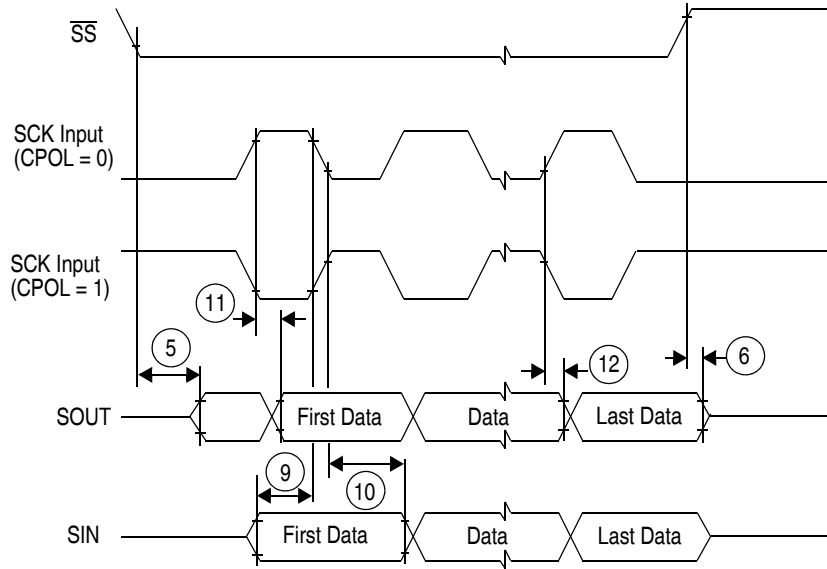 SS
SCK Input
(CPOL = 0)
SCK Input
(CPOL = 1)
11
5
12
6
SOUT
First Data
Data
Last Data
9
10
SIN
First Data
Data
Last Data